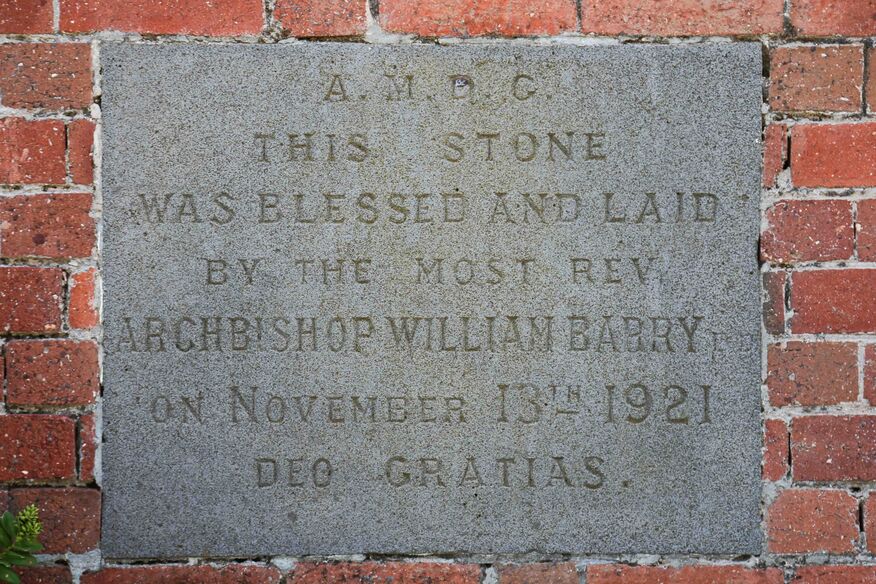 A. M. D. G.
THIS STONE
WAS BLESSED AND LAID
BY THE MOST REV.
ARCHBISHOP WILLIAM BARRY,
ON NOVEMBER 13TH 1921
DEO GRATIAS.